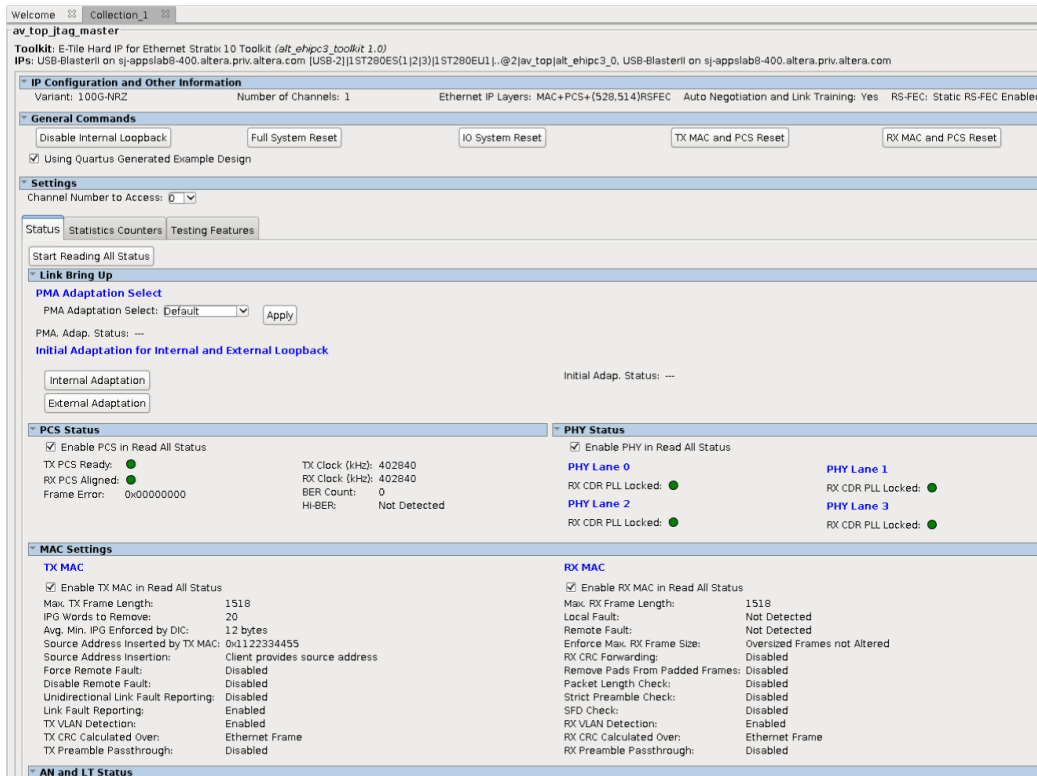 Welcome Collection_1
av_top_jtag_master
Toolkit: E-Tile Hard IP for Ethernet Stratix 10 Toolkit (alt_ehipc3_toolkit 1.0)
IPs: USB-BlasterII on sj-appslab8-400.altera.priv.altera.com [USB-2]|1ST280ES(1|2|3)|1ST280EU1|..@2|av_top|alt_ehipc3_0, USB-BlasterII on sj-appslab8-400.altera.priv.altera.com
IP Configuration and Other Information
Variant: 100G-NRZ Number of Channels: 1 Ethernet IP Layers: MAC+PCS+(528,514)RSFEC Auto Negotiation and Link Training: Yes RS-FEC: Static RS-FEC Enabled
General Commands
Disable Internal Loopback Full System Reset IO System Reset TX MAC and PCS Reset RX MAC and PCS Reset
Using Quartus Generated Example Design
Settings
Channel Number to Access: 0
Status Statistics Counters Testing Features
Start Reading All Status
Link Bring Up
PMA Adaptation Select
PMA Adaptation Select: Default Apply
PMA. Adap. Status: ---
Initial Adaptation for Internal and External Loopback
Internal Adaptation Initial Adap. Status: ---
External Adaptation
PCS Status
Enable PCS in Read All Status
TX PCS Ready: TX Clock (kHz): 402840
RX PCS Aligned: RX Clock (kHz): 402840
Frame Error: 0x00000000 BER Count: 0
Hi-BER: Not Detected
PHY Status
Enable PHY in Read All Status
PHY Lane 0 PHY Lane 1
RX CDR PLL Locked: RX CDR PLL Locked:
PHY Lane 2 PHY Lane 3
RX CDR PLL Locked: RX CDR PLL Locked:
MAC Settings
TX MAC
Enable TX MAC in Read All Status
Max. TX Frame Length: 1518
IPG Words to Remove: 20
Avg. Min. IPG Enforced by DIC: 12 bytes
Source Address Inserted by TX MAC: 0x1122334455
Source Address Insertion: Client provides source address
Force Remote Fault: Disabled
Disable Remote Fault: Disabled
Unidirectional Link Fault Reporting: Disabled
Link Fault Reporting: Enabled
TX VLAN Detection: Enabled
TX CRC Calculated Over: Ethernet Frame
TX Preamble Passthrough: Disabled
RX MAC
Enable RX MAC in Read All Status
Max. RX Frame Length: 1518
Local Fault: Not Detected
Remote Fault: Not Detected
Enforce Max. RX Frame Size: Oversized Frames not Altered
RX CRC Forwarding: Disabled
Remove Pads From Padded Frames: Disabled
Packet Length Check: Disabled
Strict Preamble Check: Disabled
SFD Check: Disabled
RX VLAN Detection: Enabled
RX CRC Calculated Over: Ethernet Frame
RX Preamble Passthrough: Disabled
AN and LT Status